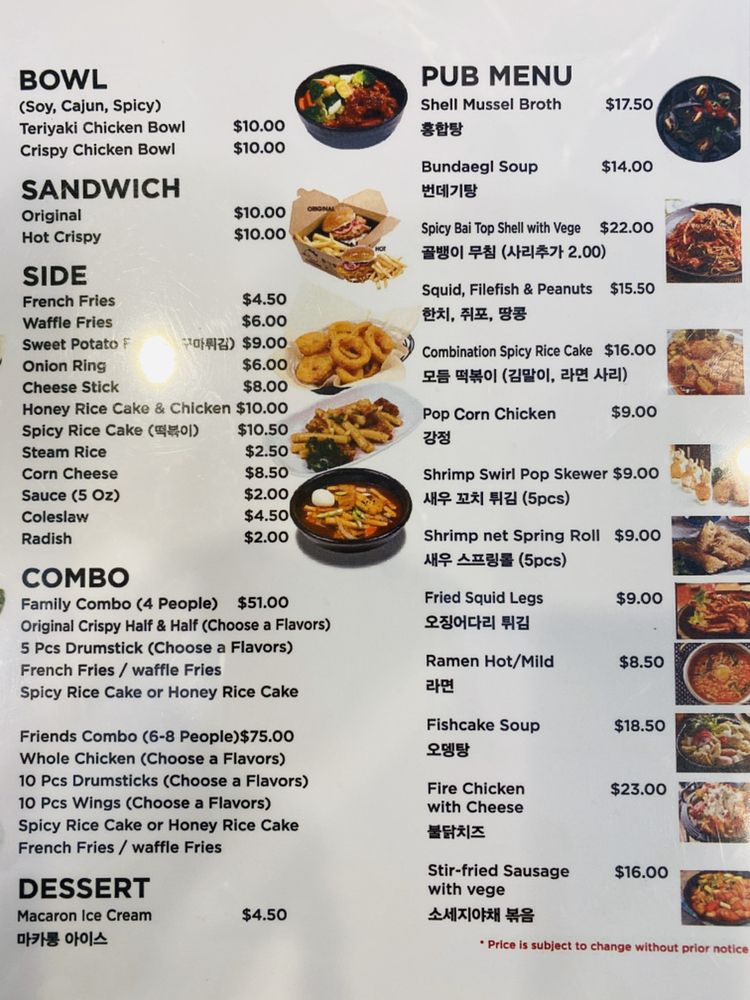 BOWL
(Soy, Cajun, Spicy)
Teriyaki Chicken Bowl $10.00
Crispy Chicken Bowl $10.00
SANDWICH
Original $10.00
Hot Crispy $10.00
ORIGINAL
HOT
SIDE
French Fries $4.50
Waffle Fries $6.00
Sweet Potato 구마튀김) $9.00
Onion Ring $6.00
Cheese Stick $8.00
Honey Rice Cake & Chicken $10.00
Spicy Rice Cake (떡볶이) $10.50
Steam Rice $2.50
Corn Cheese $8.50
Sauce (5 Oz) $2.00
Coleslaw $4.50
Radish $2.00
COMBO
Family Combo (4 People) $51.00
Original Crispy Half & Half (Choose a Flavors)
5 Pcs Drumstick (Choose a Flavors)
French Fries / waffle Fries
Spicy Rice Cake or Honey Rice Cake
Friends Combo (6-8 People)$75.00
Whole Chicken (Choose a Flavors)
10 Pcs Drumsticks (Choose a Flavors)
10 Pcs Wings (Choose a Flavors)
Spicy Rice Cake or Honey Rice Cake
French Fries / waffle Fries
DESSERT
Macaron Ice Cream $4.50
마카롱 아이스
PUB MENU
Shell Mussel Broth $17.50
홍합탕
Bundaegl Soup $14.00
번데기탕
Spicy Bai Top Shell with Vege $22.00
골뱅이 무침 (사리추가 2.00)
Squid, Filefish & Peanuts $15.50
한치, 쥐포, 땅콩
Combination Spicy Rice Cake $16.00
모듬 떡볶이 (김말이, 라면 사리)
Pop Corn Chicken $9.00
강정
Shrimp Swirl Pop Skewer $9.00
새우 꼬치 튀김 (5pcs)
Shrimp net Spring Roll $9.00
새우 스프링롤 (5pcs)
Fried Squid Legs $9.00
오징어다리 튀김
Ramen Hot/Mild $8.50
라면
Fishcake Soup $18.50
오뎅탕
Fire Chicken $23.00
with Cheese
불닭치즈
Stir-fried Sausage $16.00
with vege
소세지야채 볶음
* Price is subject to change without prior notice